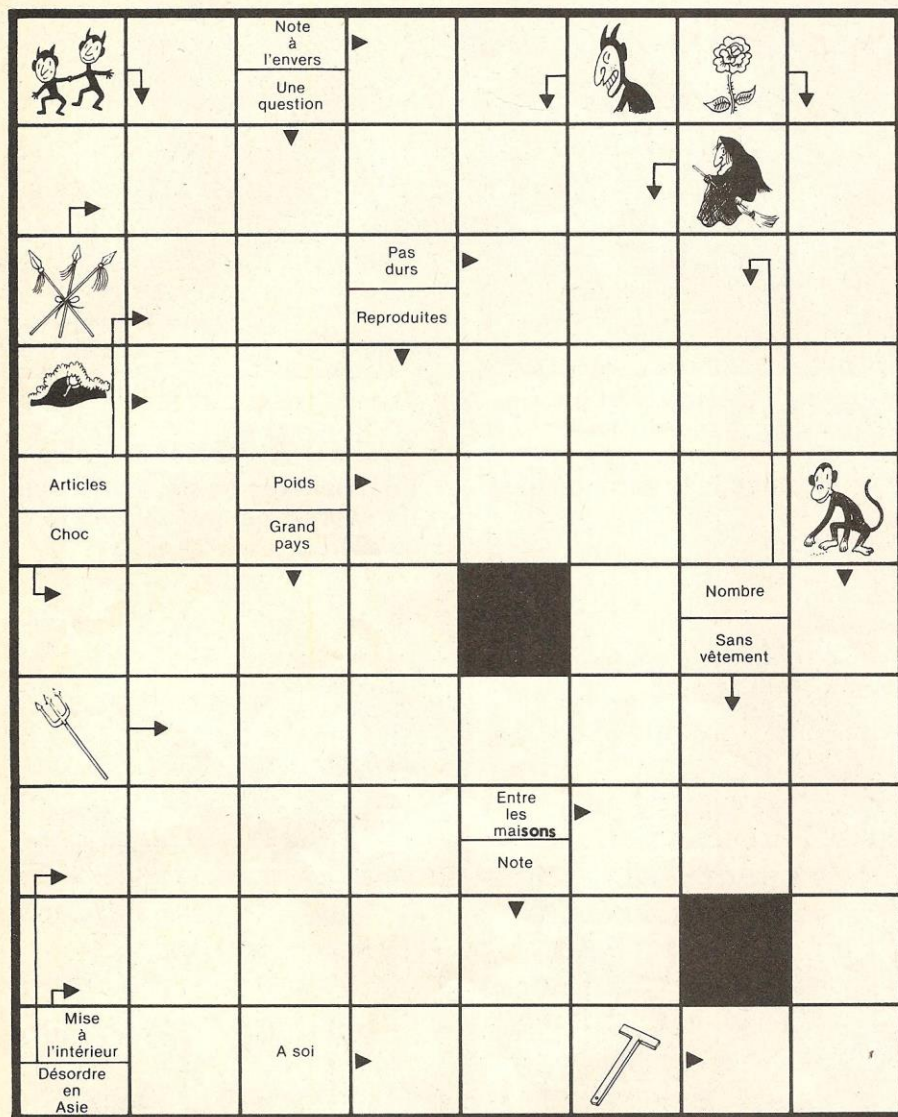 Note
à
l'envers
Une
question
Pas
durs
Reproduites
Articles
Choc
Poids
Grand
pays
Nombre
Sans
vêtement
Entre
les
maisons
Note
Mise
à
l'intérieur
Désordre
en
Asie
A soi